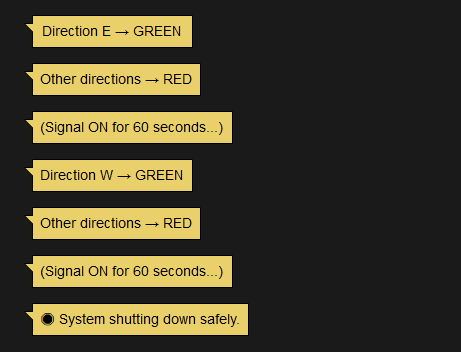 Direction E → GREEN
Other directions → RED
(Signal ON for 60 seconds...)
Direction W → GREEN
Other directions → RED
(Signal ON for 60 seconds...)
◉ System shutting down safely.